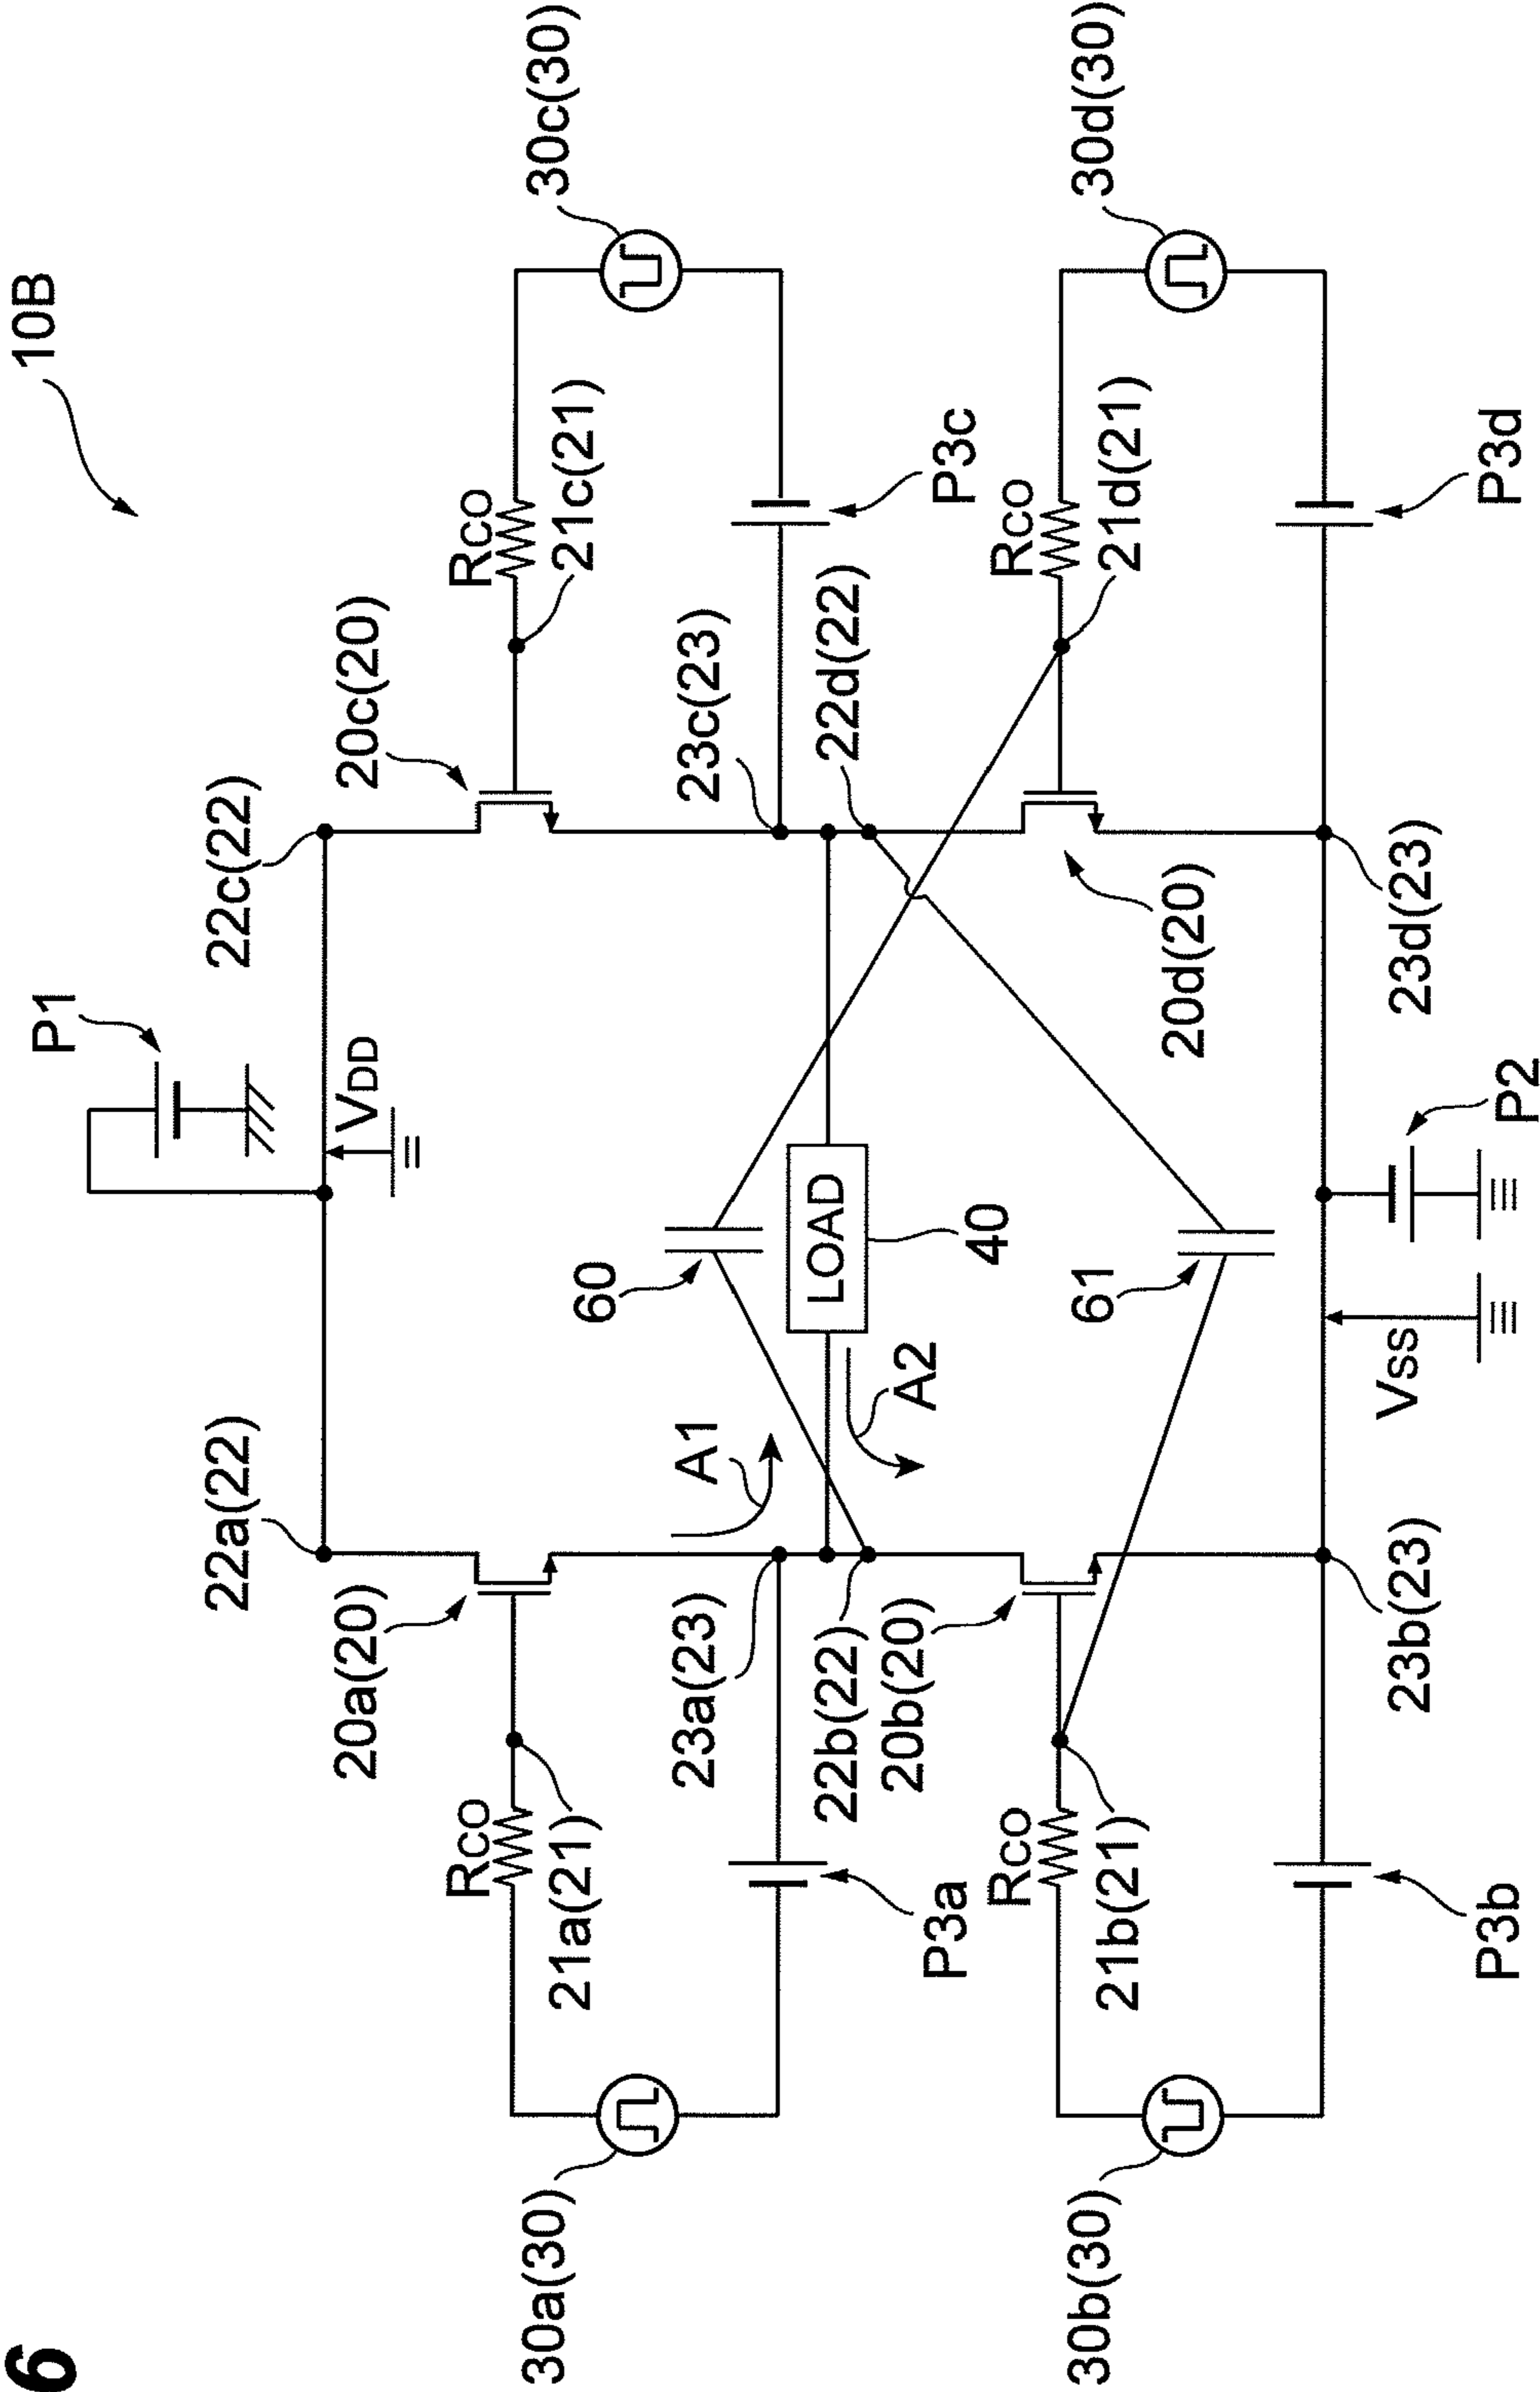 6
10B
P1
VDD
22a(22)
22c(22)
20a(20)
20c(20)
RCO
RCO
21a(21)
21c(21)
30a(30)
30c(30)
A1
60
23a(23)
23c(23)
P3a
P3c
LOAD
40
A2
22b(22)
22d(22)
20b(20)
20d(20)
RCO
RCO
21b(21)
21d(21)
61
30b(30)
30d(30)
23b(23)
23d(23)
VSS
P2
P3b
P3d